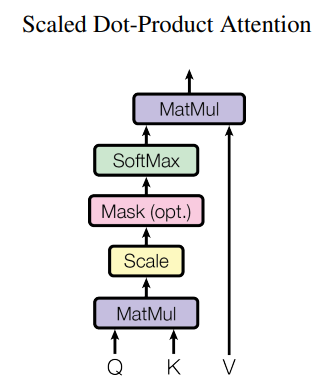 Scaled Dot-Product Attention
MatMul
SoftMax
Mask (opt.)
Scale
MatMul
Q K V